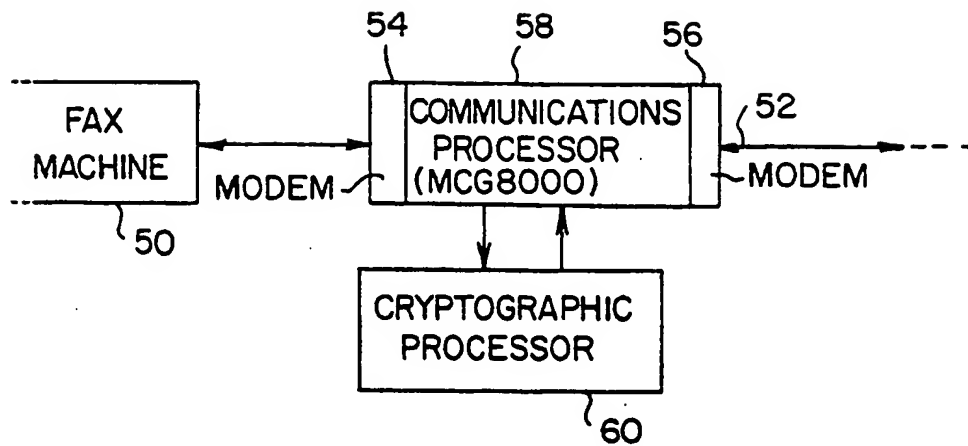 54
58
56
FAX
MACHINE
50
MODEM
COMMUNICATIONS
PROCESSOR
(MCG8000)
52
MODEM
CRYPTOGRAPHIC
PROCESSOR
60